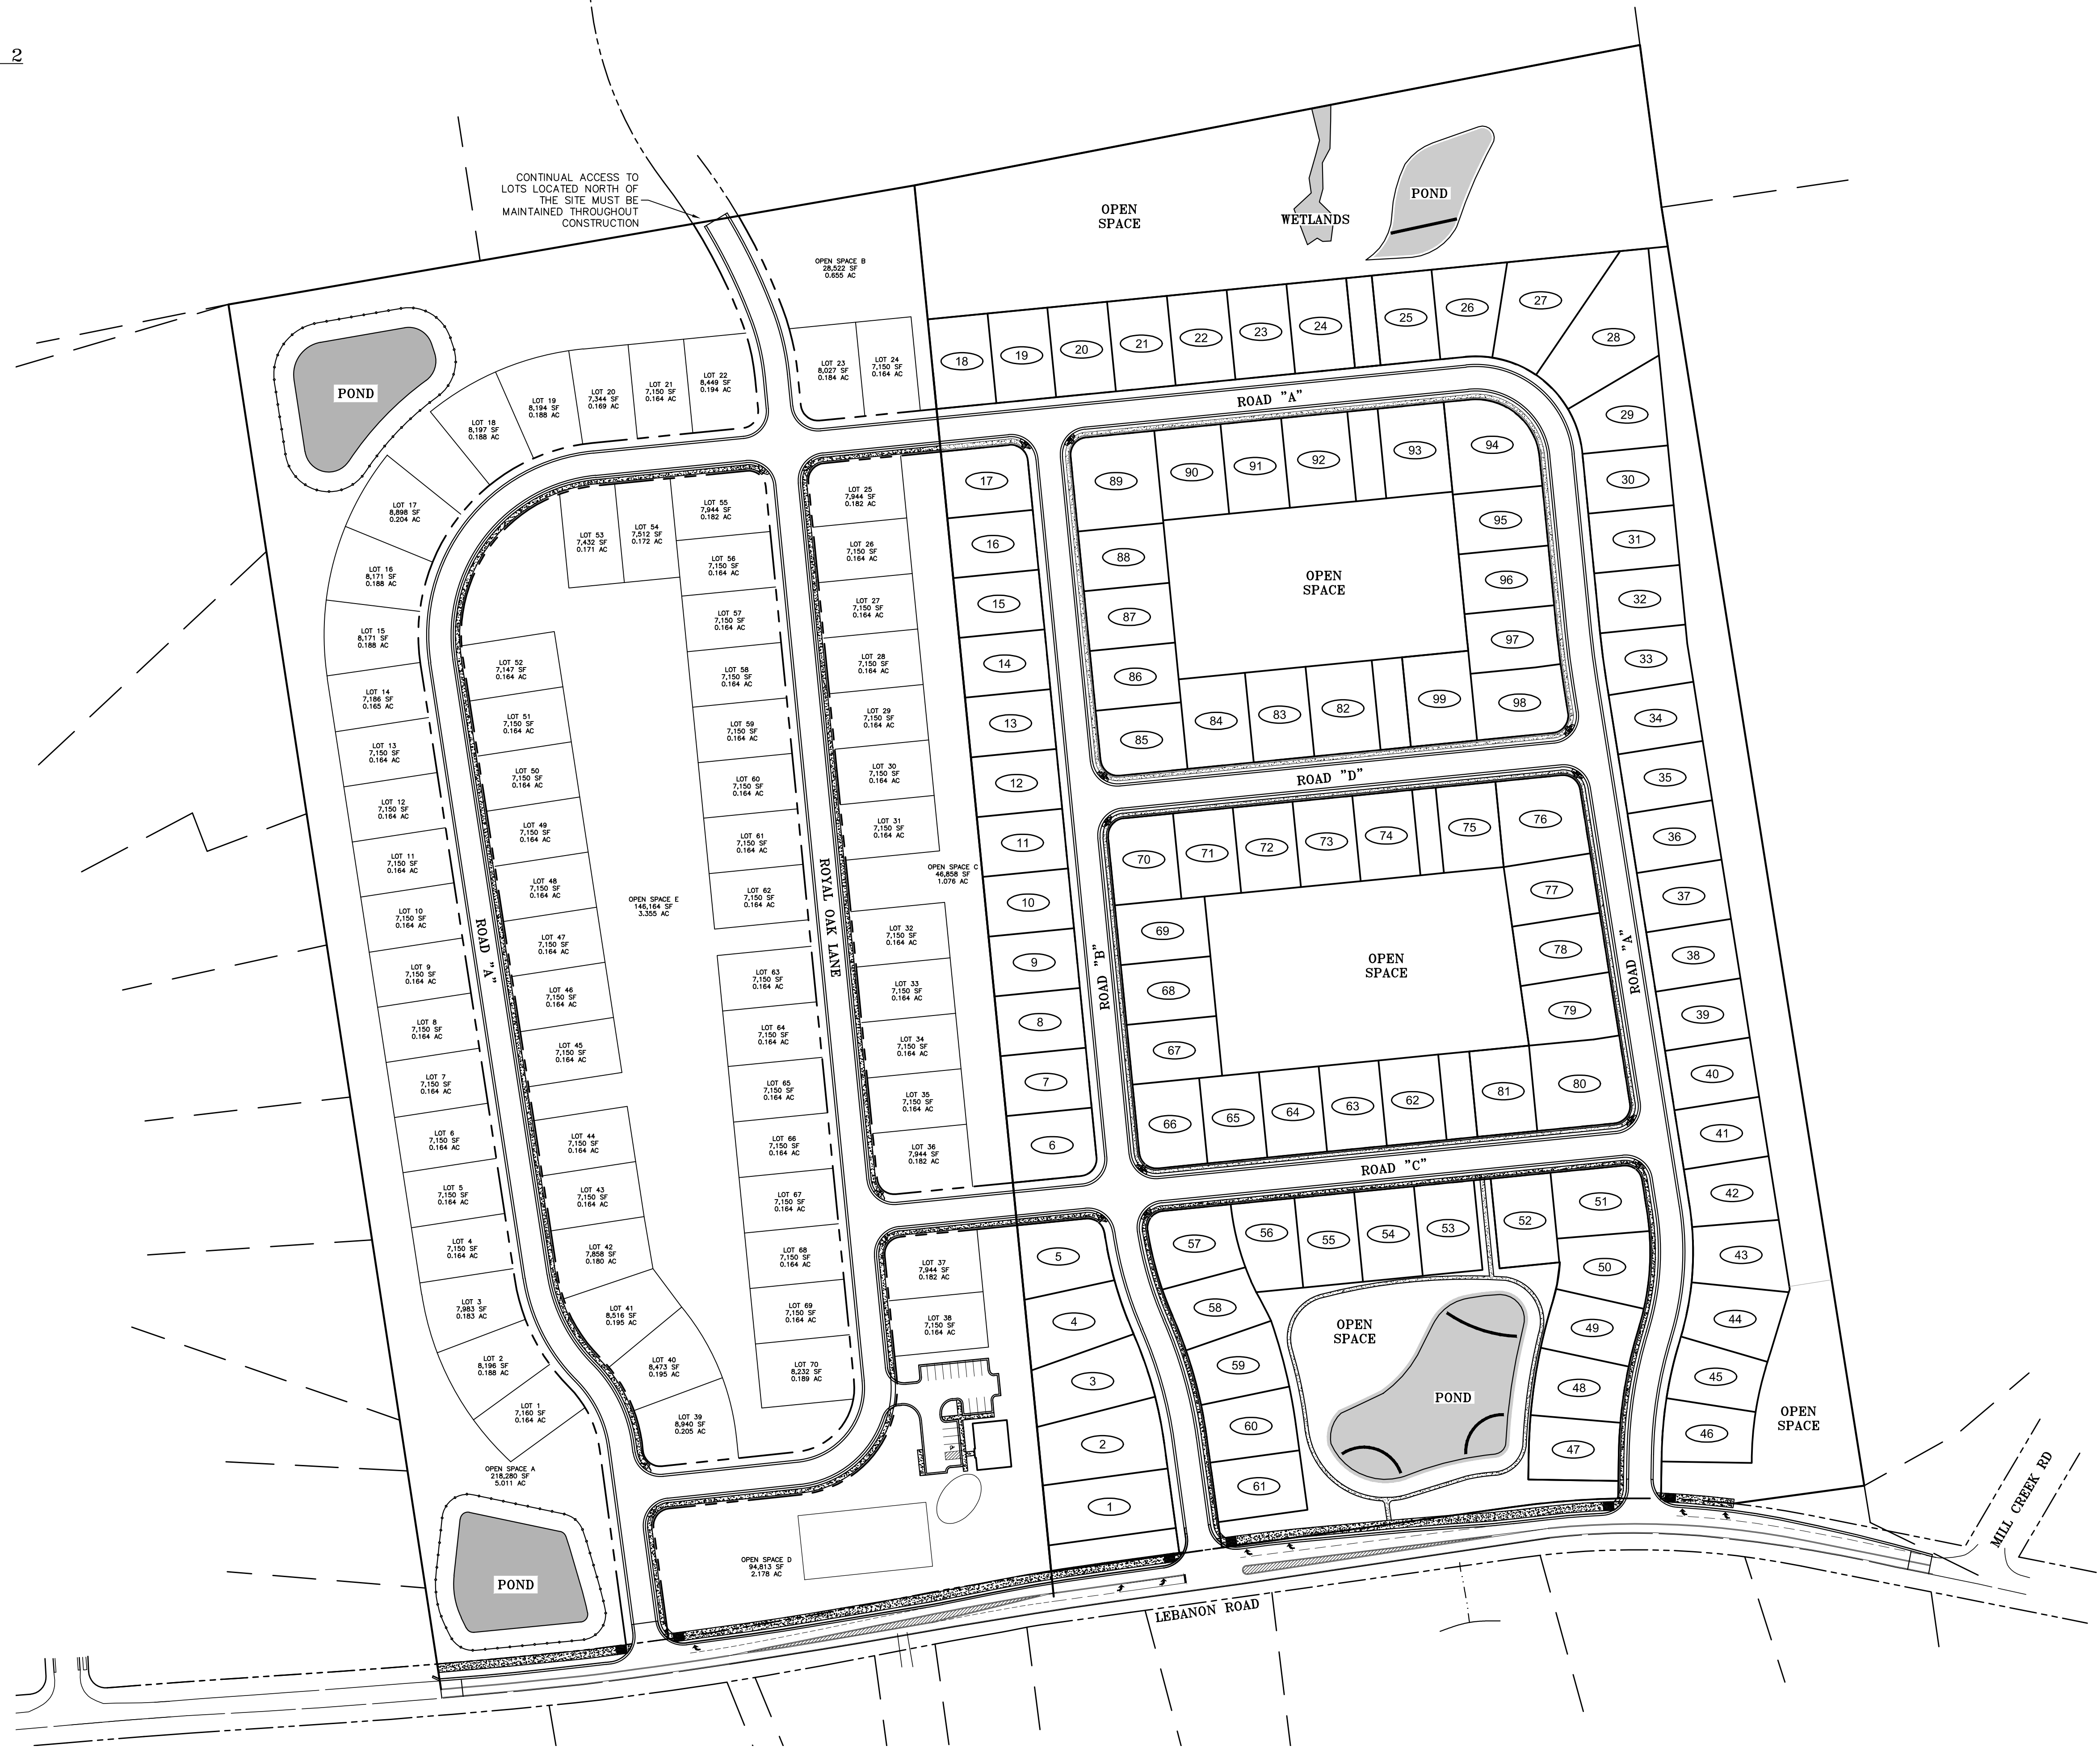 2
CONTINUAL ACCESS TO
LOTS LOCATED NORTH OF
THE SITE MUST BE
MAINTAINED THROUGHOUT
CONSTRUCTION
OPEN SPACE B
28,522 SF
0.655 AC
OPEN
SPACE
WETLANDS
POND
POND
LOT 18
8,197 SF
0.188 AC
LOT 19
8,194 SF
0.188 AC
LOT 20
7,344 SF
0.169 AC
LOT 21
7,150 SF
0.164 AC
LOT 22
8,449 SF
0.194 AC
LOT 23
8,027 SF
0.184 AC
LOT 24
7,150 SF
0.164 AC
18
19
20
21
22
23
24
25
26
27
28
29
30
31
32
33
34
35
36
37
38
39
40
41
42
43
44
45
46
ROAD "A"
LOT 17
8,898 SF
0.204 AC
LOT 16
8,171 SF
0.188 AC
LOT 15
8,171 SF
0.188 AC
LOT 14
7,186 SF
0.165 AC
LOT 13
7,150 SF
0.164 AC
LOT 12
7,150 SF
0.164 AC
LOT 11
7,150 SF
0.164 AC
LOT 10
7,150 SF
0.164 AC
LOT 9
7,150 SF
0.164 AC
LOT 8
7,150 SF
0.164 AC
LOT 7
7,150 SF
0.164 AC
LOT 6
7,150 SF
0.164 AC
LOT 5
7,150 SF
0.164 AC
LOT 4
7,150 SF
0.164 AC
LOT 3
7,983 SF
0.183 AC
LOT 2
8,196 SF
0.188 AC
LOT 1
7,160 SF
0.164 AC
OPEN SPACE A
218,280 SF
5.011 AC
POND
ROAD "A"
LOT 53
7,432 SF
0.171 AC
LOT 54
7,512 SF
0.172 AC
LOT 55
7,944 SF
0.182 AC
LOT 56
7,150 SF
0.164 AC
LOT 57
7,150 SF
0.164 AC
LOT 58
7,150 SF
0.164 AC
LOT 59
7,150 SF
0.164 AC
LOT 60
7,150 SF
0.164 AC
LOT 61
7,150 SF
0.164 AC
LOT 62
7,150 SF
0.164 AC
LOT 63
7,150 SF
0.164 AC
LOT 64
7,150 SF
0.164 AC
LOT 65
7,150 SF
0.164 AC
LOT 66
7,150 SF
0.164 AC
LOT 67
7,150 SF
0.164 AC
LOT 68
7,150 SF
0.164 AC
LOT 69
7,150 SF
0.164 AC
LOT 70
8,232 SF
0.189 AC
LOT 52
7,147 SF
0.164 AC
LOT 51
7,150 SF
0.164 AC
LOT 50
7,150 SF
0.164 AC
LOT 49
7,150 SF
0.164 AC
LOT 48
7,150 SF
0.164 AC
LOT 47
7,150 SF
0.164 AC
LOT 46
7,150 SF
0.164 AC
LOT 45
7,150 SF
0.164 AC
LOT 44
7,150 SF
0.164 AC
LOT 43
7,150 SF
0.164 AC
LOT 42
7,858 SF
0.180 AC
LOT 41
8,516 SF
0.195 AC
LOT 40
8,473 SF
0.195 AC
LOT 39
8,940 SF
0.205 AC
OPEN SPACE E
146,164 SF
3.355 AC
ROYAL OAK LANE
LOT 25
7,944 SF
0.182 AC
LOT 26
7,150 SF
0.164 AC
LOT 27
7,150 SF
0.164 AC
LOT 28
7,150 SF
0.164 AC
LOT 29
7,150 SF
0.164 AC
LOT 30
7,150 SF
0.164 AC
LOT 31
7,150 SF
0.164 AC
OPEN SPACE C
46,858 SF
1.076 AC
LOT 32
7,150 SF
0.164 AC
LOT 33
7,150 SF
0.164 AC
LOT 34
7,150 SF
0.164 AC
LOT 35
7,150 SF
0.164 AC
LOT 36
7,944 SF
0.182 AC
LOT 37
7,944 SF
0.182 AC
LOT 38
7,150 SF
0.164 AC
OPEN SPACE D
94,813 SF
2.178 AC
17
16
15
14
13
12
11
10
9
8
7
6
5
4
3
2
1
ROAD "B"
89
90
91
92
93
94
88
95
87
96
86
97
85
84
83
82
99
98
OPEN
SPACE
ROAD "D"
70
71
72
73
74
75
76
69
77
68
78
67
79
66
65
64
63
62
81
80
OPEN
SPACE
ROAD "A"
ROAD "C"
57
56
55
54
53
52
51
58
50
59
49
60
48
61
47
OPEN
SPACE
POND
OPEN
SPACE
LEBANON ROAD
MILL CREEK RD